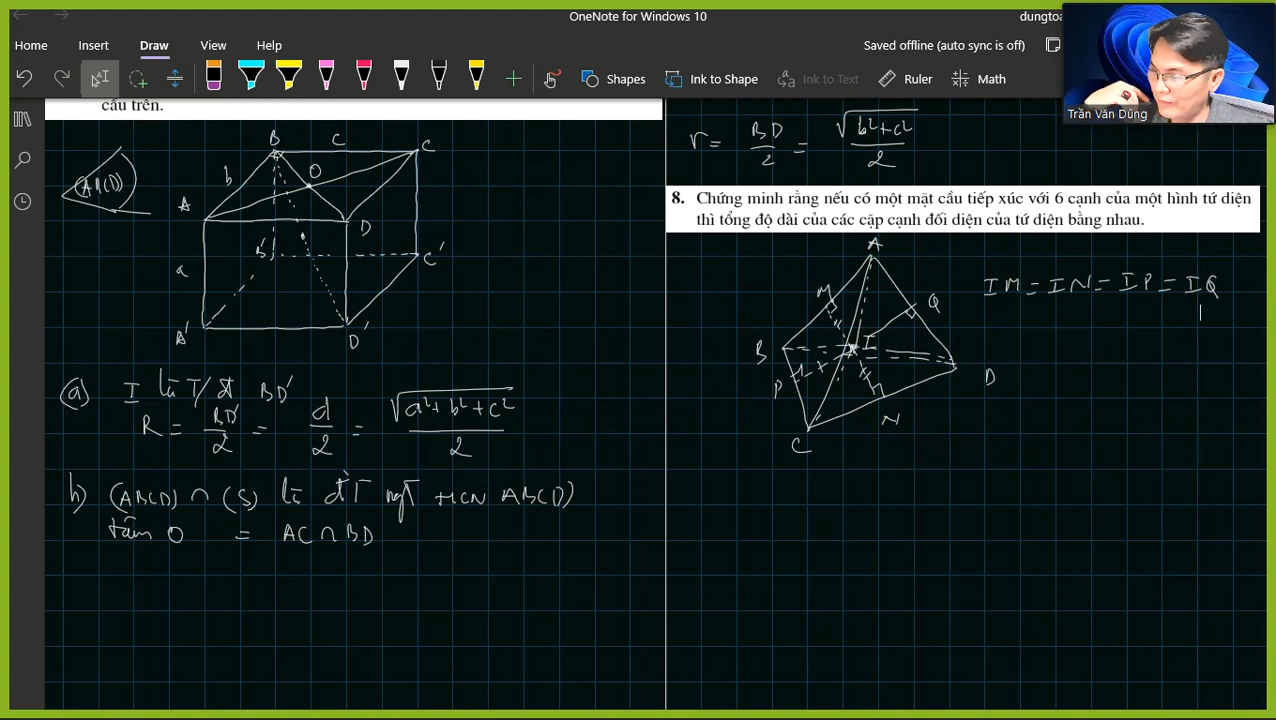 OneNote for Windows 10
dungtoa
Home Insert Draw View Help
Saved offline (auto sync is off)
Shapes Ink to Shape Ink to Text Ruler Math
Trần Văn Dũng
cầu trên.
(ABCD)
B C C
b O
A D
B' C'
a
A' D'
(a) I là T/đ BD'
R = BD'/2 = d/2 = √(a²+b²+c²)/2
b) (ABCD) ∩ (S) là đT ngT HCN ABCD)
tâm O = AC ∩ BD
r = BD/2 = √(b²+c²)/2
8. Chứng minh rằng nếu có một mặt cầu tiếp xúc với 6 cạnh của một hình tứ diện
thì tổng độ dài của các cặp cạnh đối diện của tứ diện bằng nhau.
A
M Q
B I
P D
N
C
IM = IN = IP = IQ